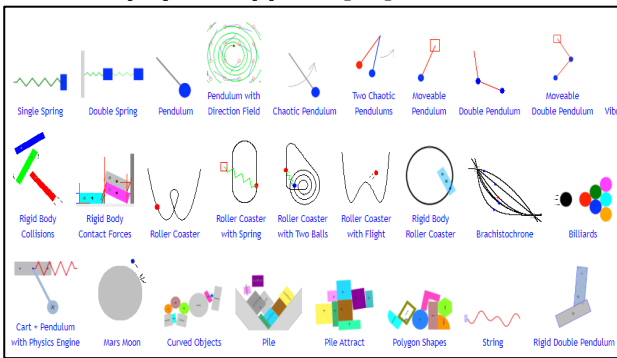 Single Spring
Double Spring
Pendulum
Pendulum with
Direction Field
Chaotic Pendulum
Two Chaotic
Pendulums
Moveable
Pendulum
Double Pendulum
Moveable
Double Pendulum
Rigid Body
Collisions
Rigid Body
Contact Forces
Roller Coaster
Roller Coaster
with Spring
Roller Coaster
with Two Balls
Roller Coaster
with Flight
Rigid Body
Roller Coaster
Brachistochrone
Billiards
Cart + Pendulum
with Physics Engine
Mars Moon
Curved Objects
Pile
Pile Attract
Polygon Shapes
String
Rigid Double Pendulum